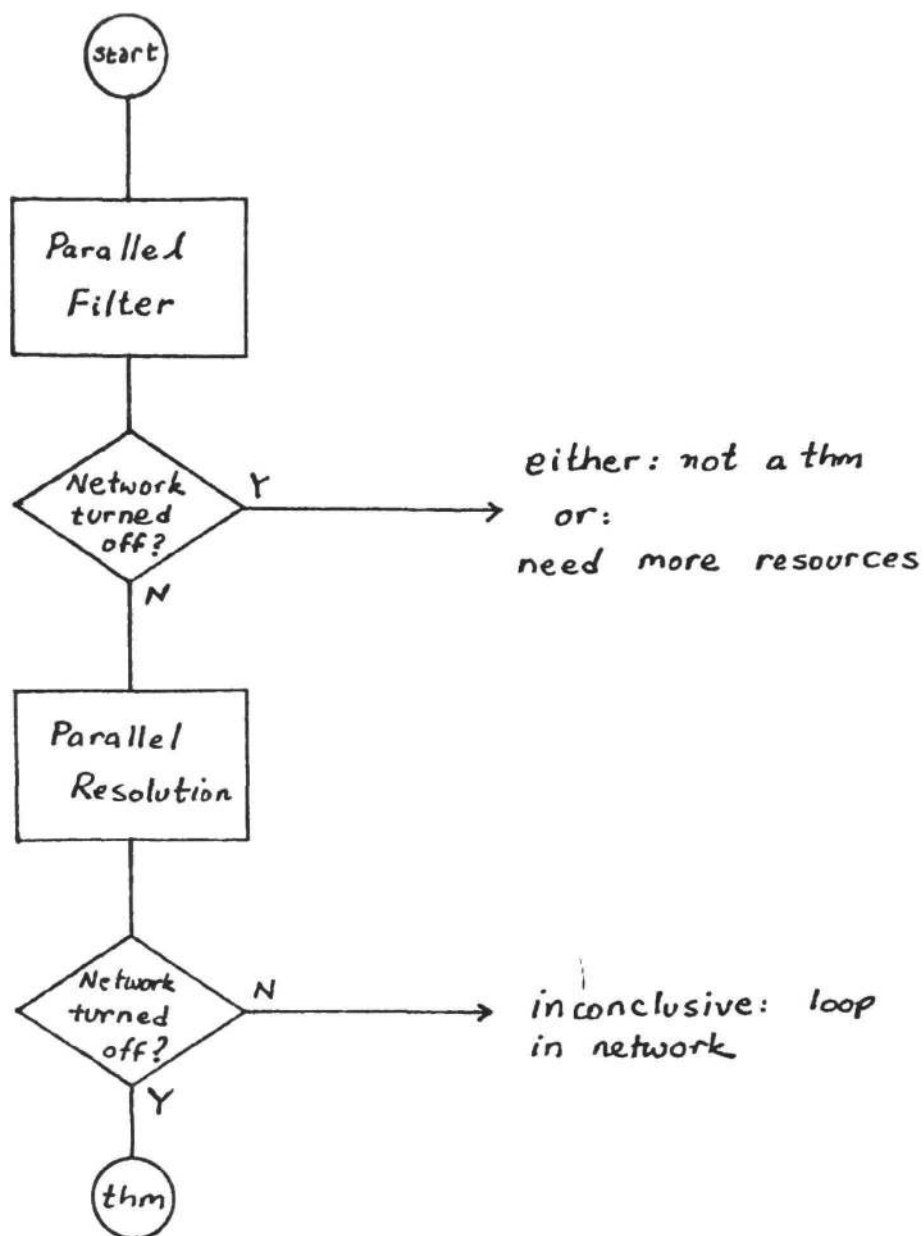 start
Parallel
Filter
Network
turned
off?
Y
either: not a thm
or:
need more resources
N
Parallel
Resolution
Network
turned
off?
N
inconclusive: loop
in network
Y
thm